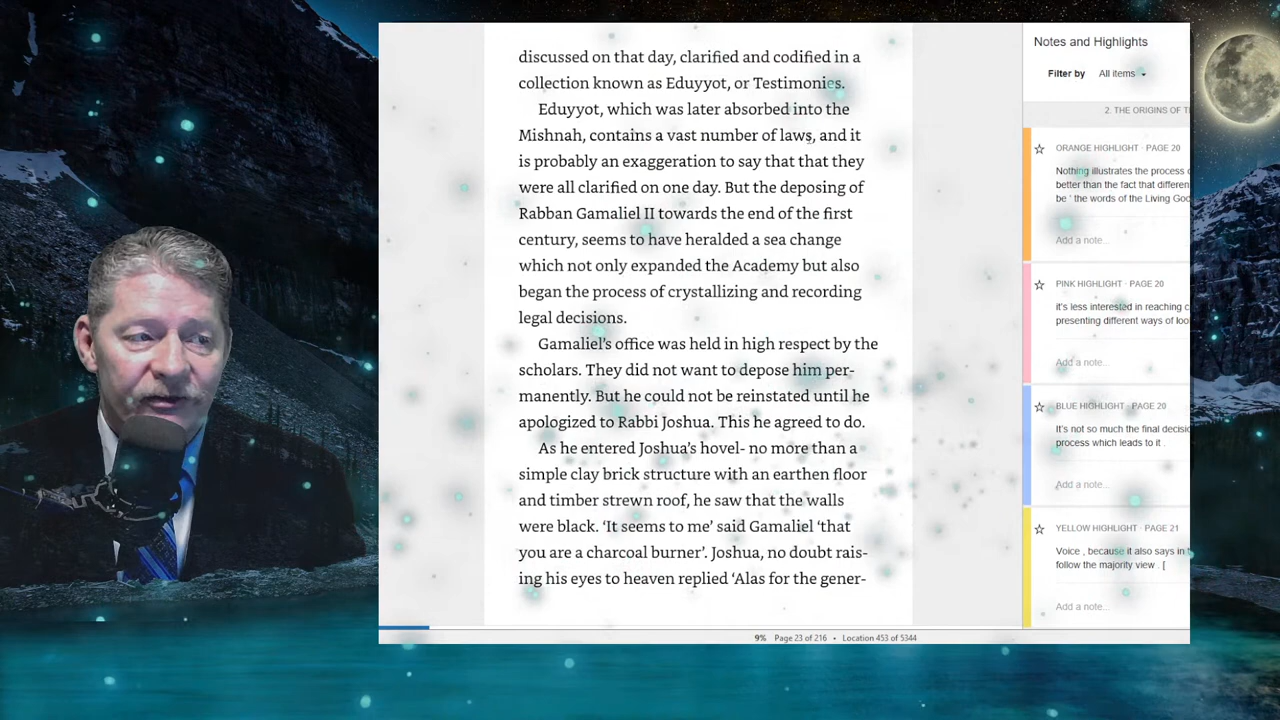 discussed on that day, clarified and codified in a
collection known as Eduyyot, or Testimonies.
Eduyyot, which was later absorbed into the
Mishnah, contains a vast number of laws, and it
is probably an exaggeration to say that that they
were all clarified on one day. But the deposing of
Rabban Gamaliel II towards the end of the first
century, seems to have heralded a sea change
which not only expanded the Academy but also
began the process of crystallizing and recording
legal decisions.
Gamaliel's office was held in high respect by the
scholars. They did not want to depose him per-
manently. But he could not be reinstated until he
apologized to Rabbi Joshua. This he agreed to do.
As he entered Joshua's hovel- no more than a
simple clay brick structure with an earthen floor
and timber strewn roof, he saw that the walls
were black. ‘It seems to me’ said Gamaliel ‘that
you are a charcoal burner’. Joshua, no doubt rais-
ing his eyes to heaven replied ‘Alas for the gener-
9% Page 23 of 216 • Location 453 of 5344
Notes and Highlights
Filter by All items
2. THE ORIGINS OF T
ORANGE HIGHLIGHT · PAGE 20
Nothing illustrates the process
better than the fact that differen
be ' the words of the Living God
Add a note...
PINK HIGHLIGHT · PAGE 20
it's less interested in reaching c
presenting different ways of loo
Add a note...
BLUE HIGHLIGHT · PAGE 20
It's not so much the final decisio
process which leads to it .
Add a note...
YELLOW HIGHLIGHT · PAGE 21
Voice , because it also says in t
follow the majority view . [
Add a note...